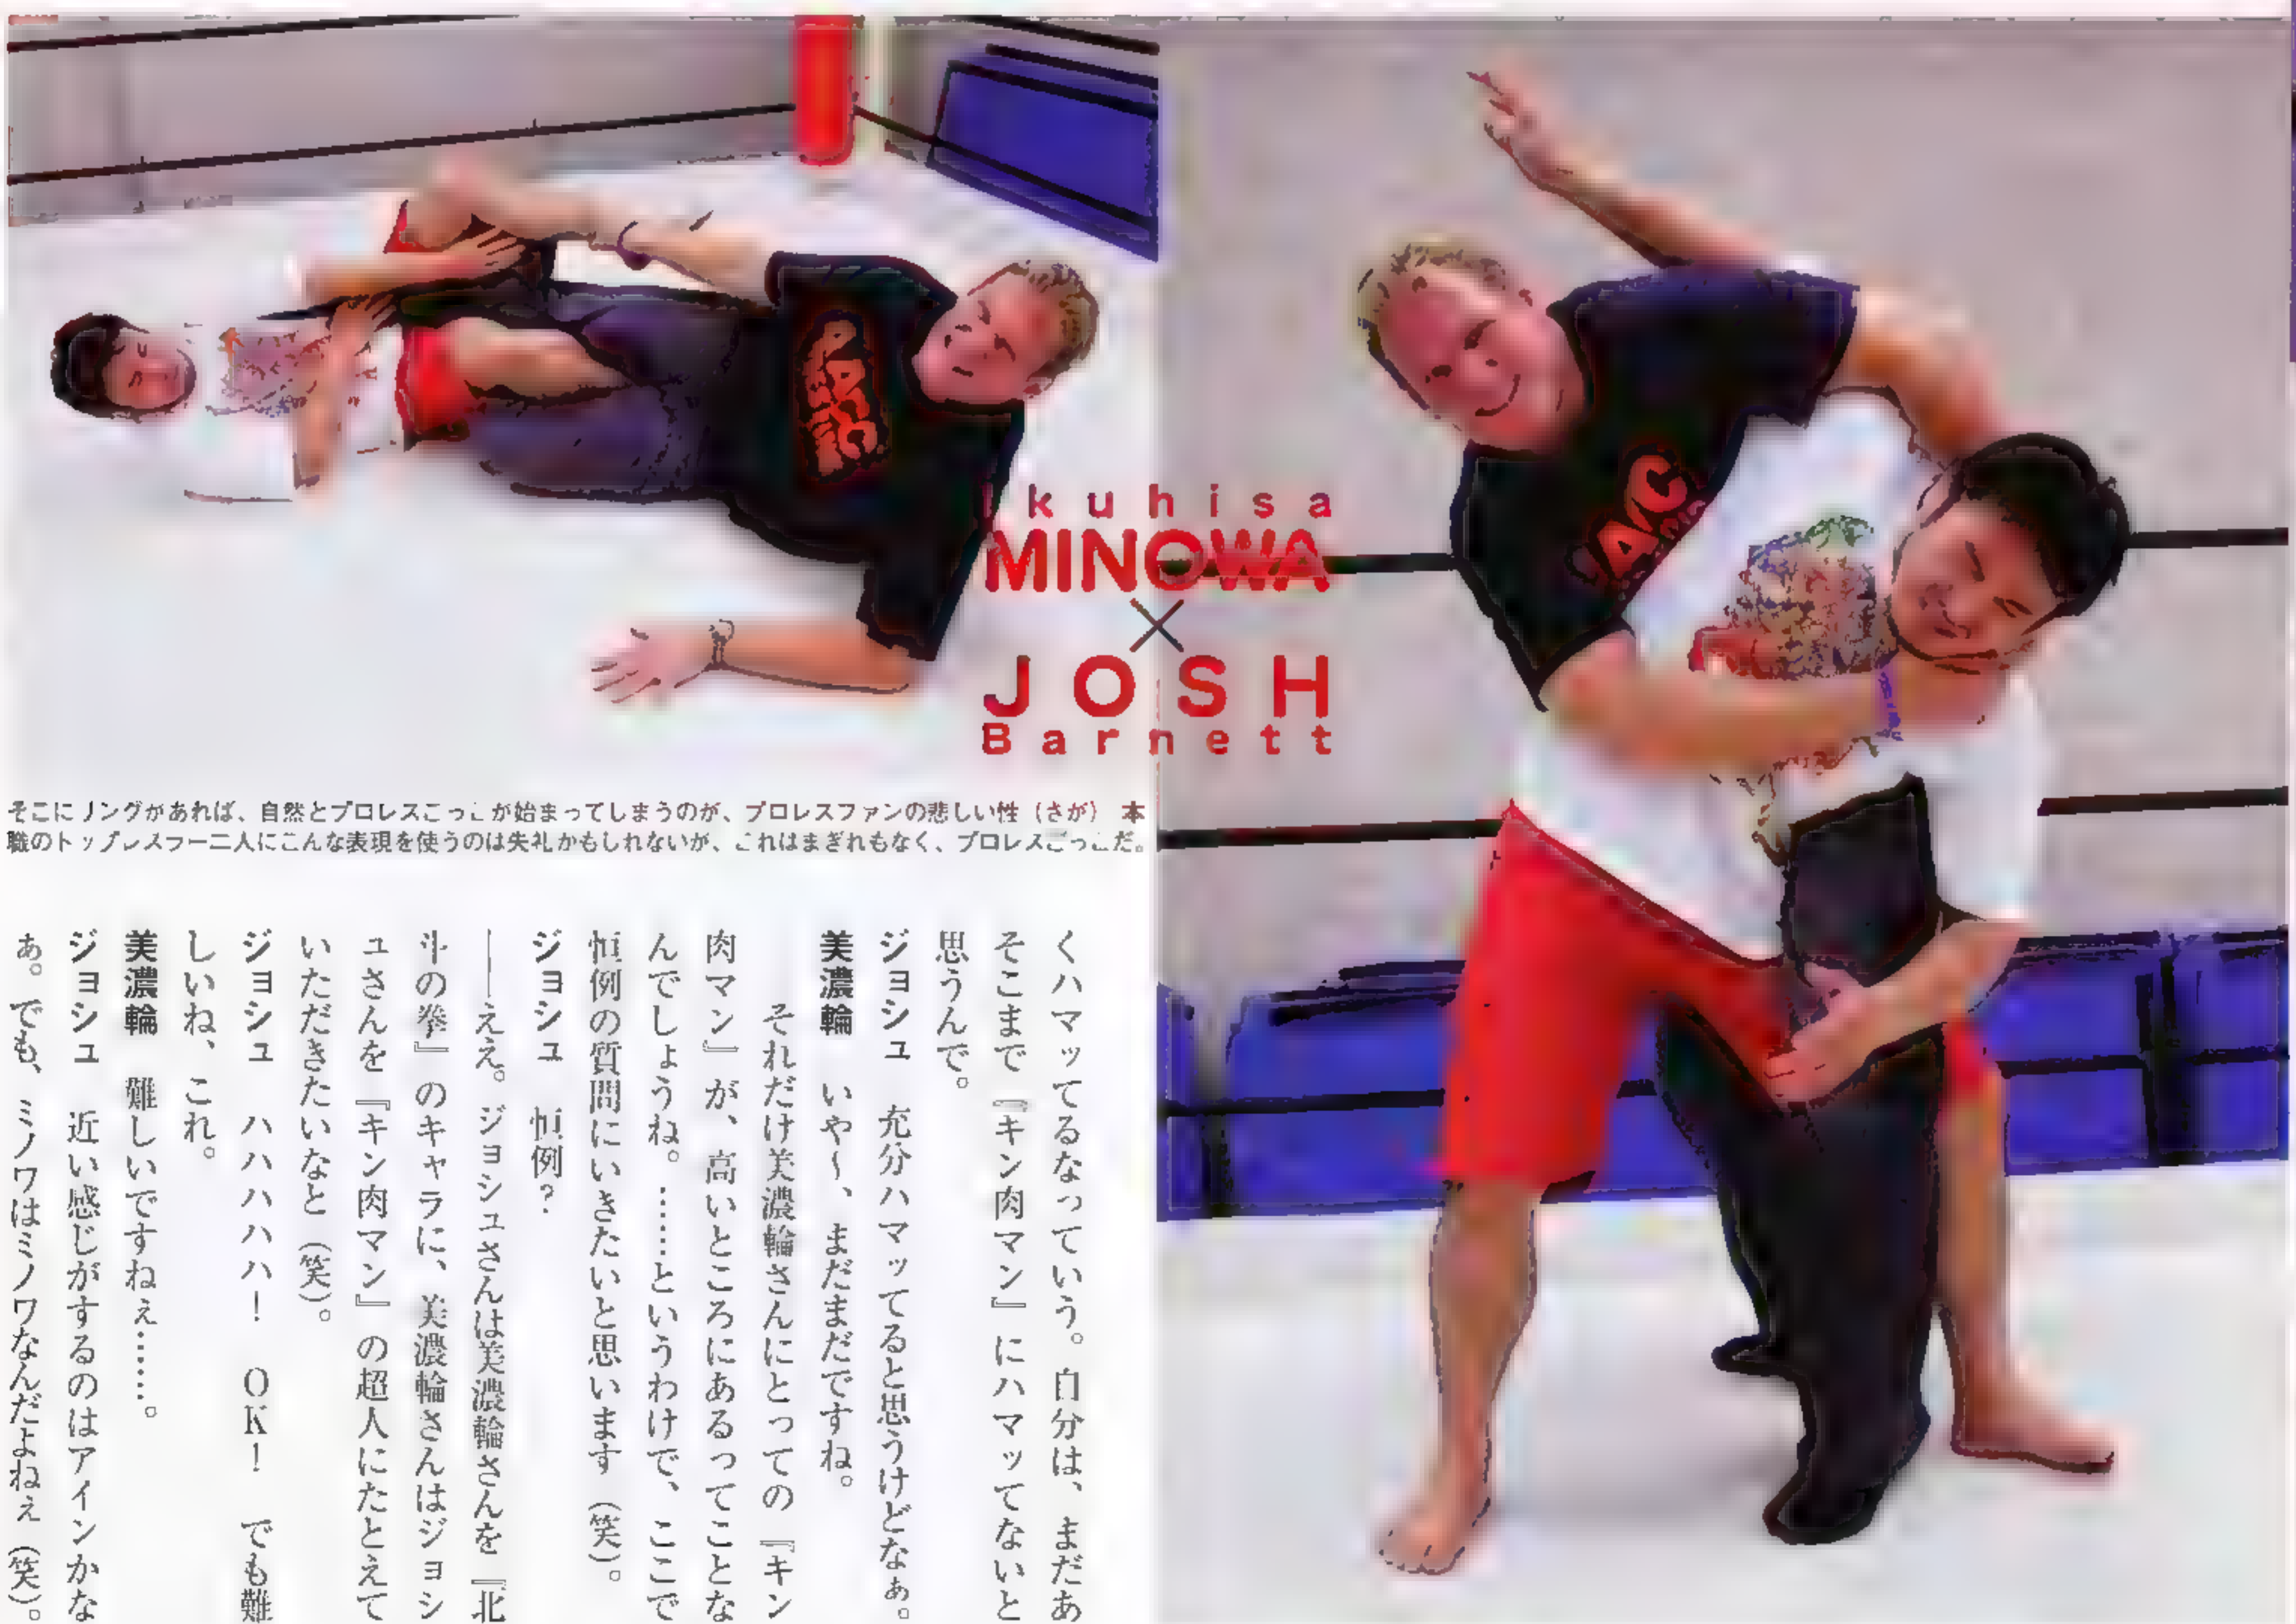 Ikuhisa
MINOWA
×
JOSH
Barnett
そこにリングがあれば、自然とプロレスごっこが始まってしまうのが、プロレスファンの悲しい性（さが） 本
職のトップレスラー二人にこんな表現を使うのは失礼かもしれないが、これはまぎれもなく、プロレスごっこだ。
くハマッてるなっていう。自分は、まだあ
そこまで『キン肉マン』にハマッてないと
思うんで。
ジョシュ　充分ハマッてると思うけどなぁ。
美濃輪　いや〜、まだまだですね。
それだけ美濃輪さんにとっての『キン
肉マン』が、高いところにあるってことな
んでしょうね。……というわけで、ここで
恒例の質問にいきたいと思います（笑）。
ジョシュ　恒例？
――ええ。ジョシュさんは美濃輪さんを『北
斗の拳』のキャラに、美濃輪さんはジョシ
ュさんを『キン肉マン』の超人にたとえて
いただきたいなと（笑）。
ジョシュ　ハハハハハ！　OK！　でも難
しいね、これ。
美濃輪　難しいですねぇ……。
ジョシュ　近い感じがするのはアインかな
ぁ。でも、ミノワはミノワなんだよねぇ（笑）。